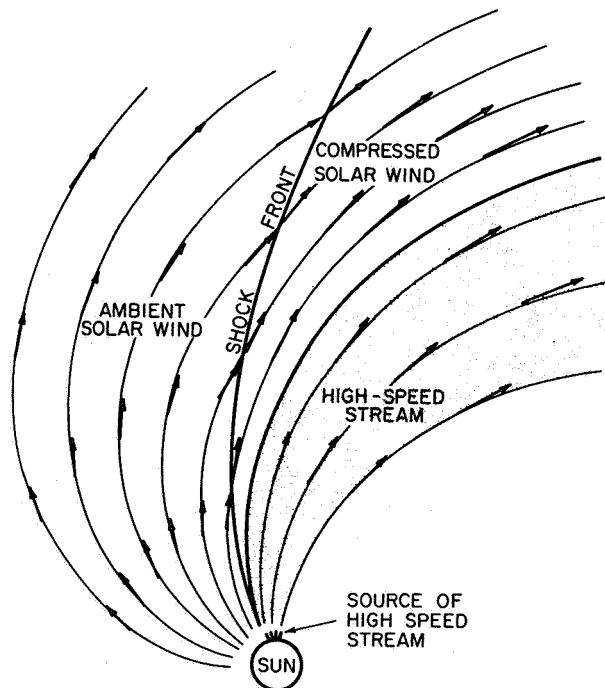 COMPRESSED
SOLAR WIND
SHOCK FRONT
AMBIENT
SOLAR WIND
HIGH-SPEED
STREAM
SOURCE OF
HIGH SPEED
STREAM
SUN